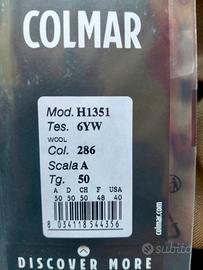 COLMAR
Mod. H1351
Tes. 6YW
WOOL
Col. 286
Scala A
Tg. 50
A D CH F USA
50 50 50 48 40
8 034118 544356
colmar.com
subito
DISCOVER MORE